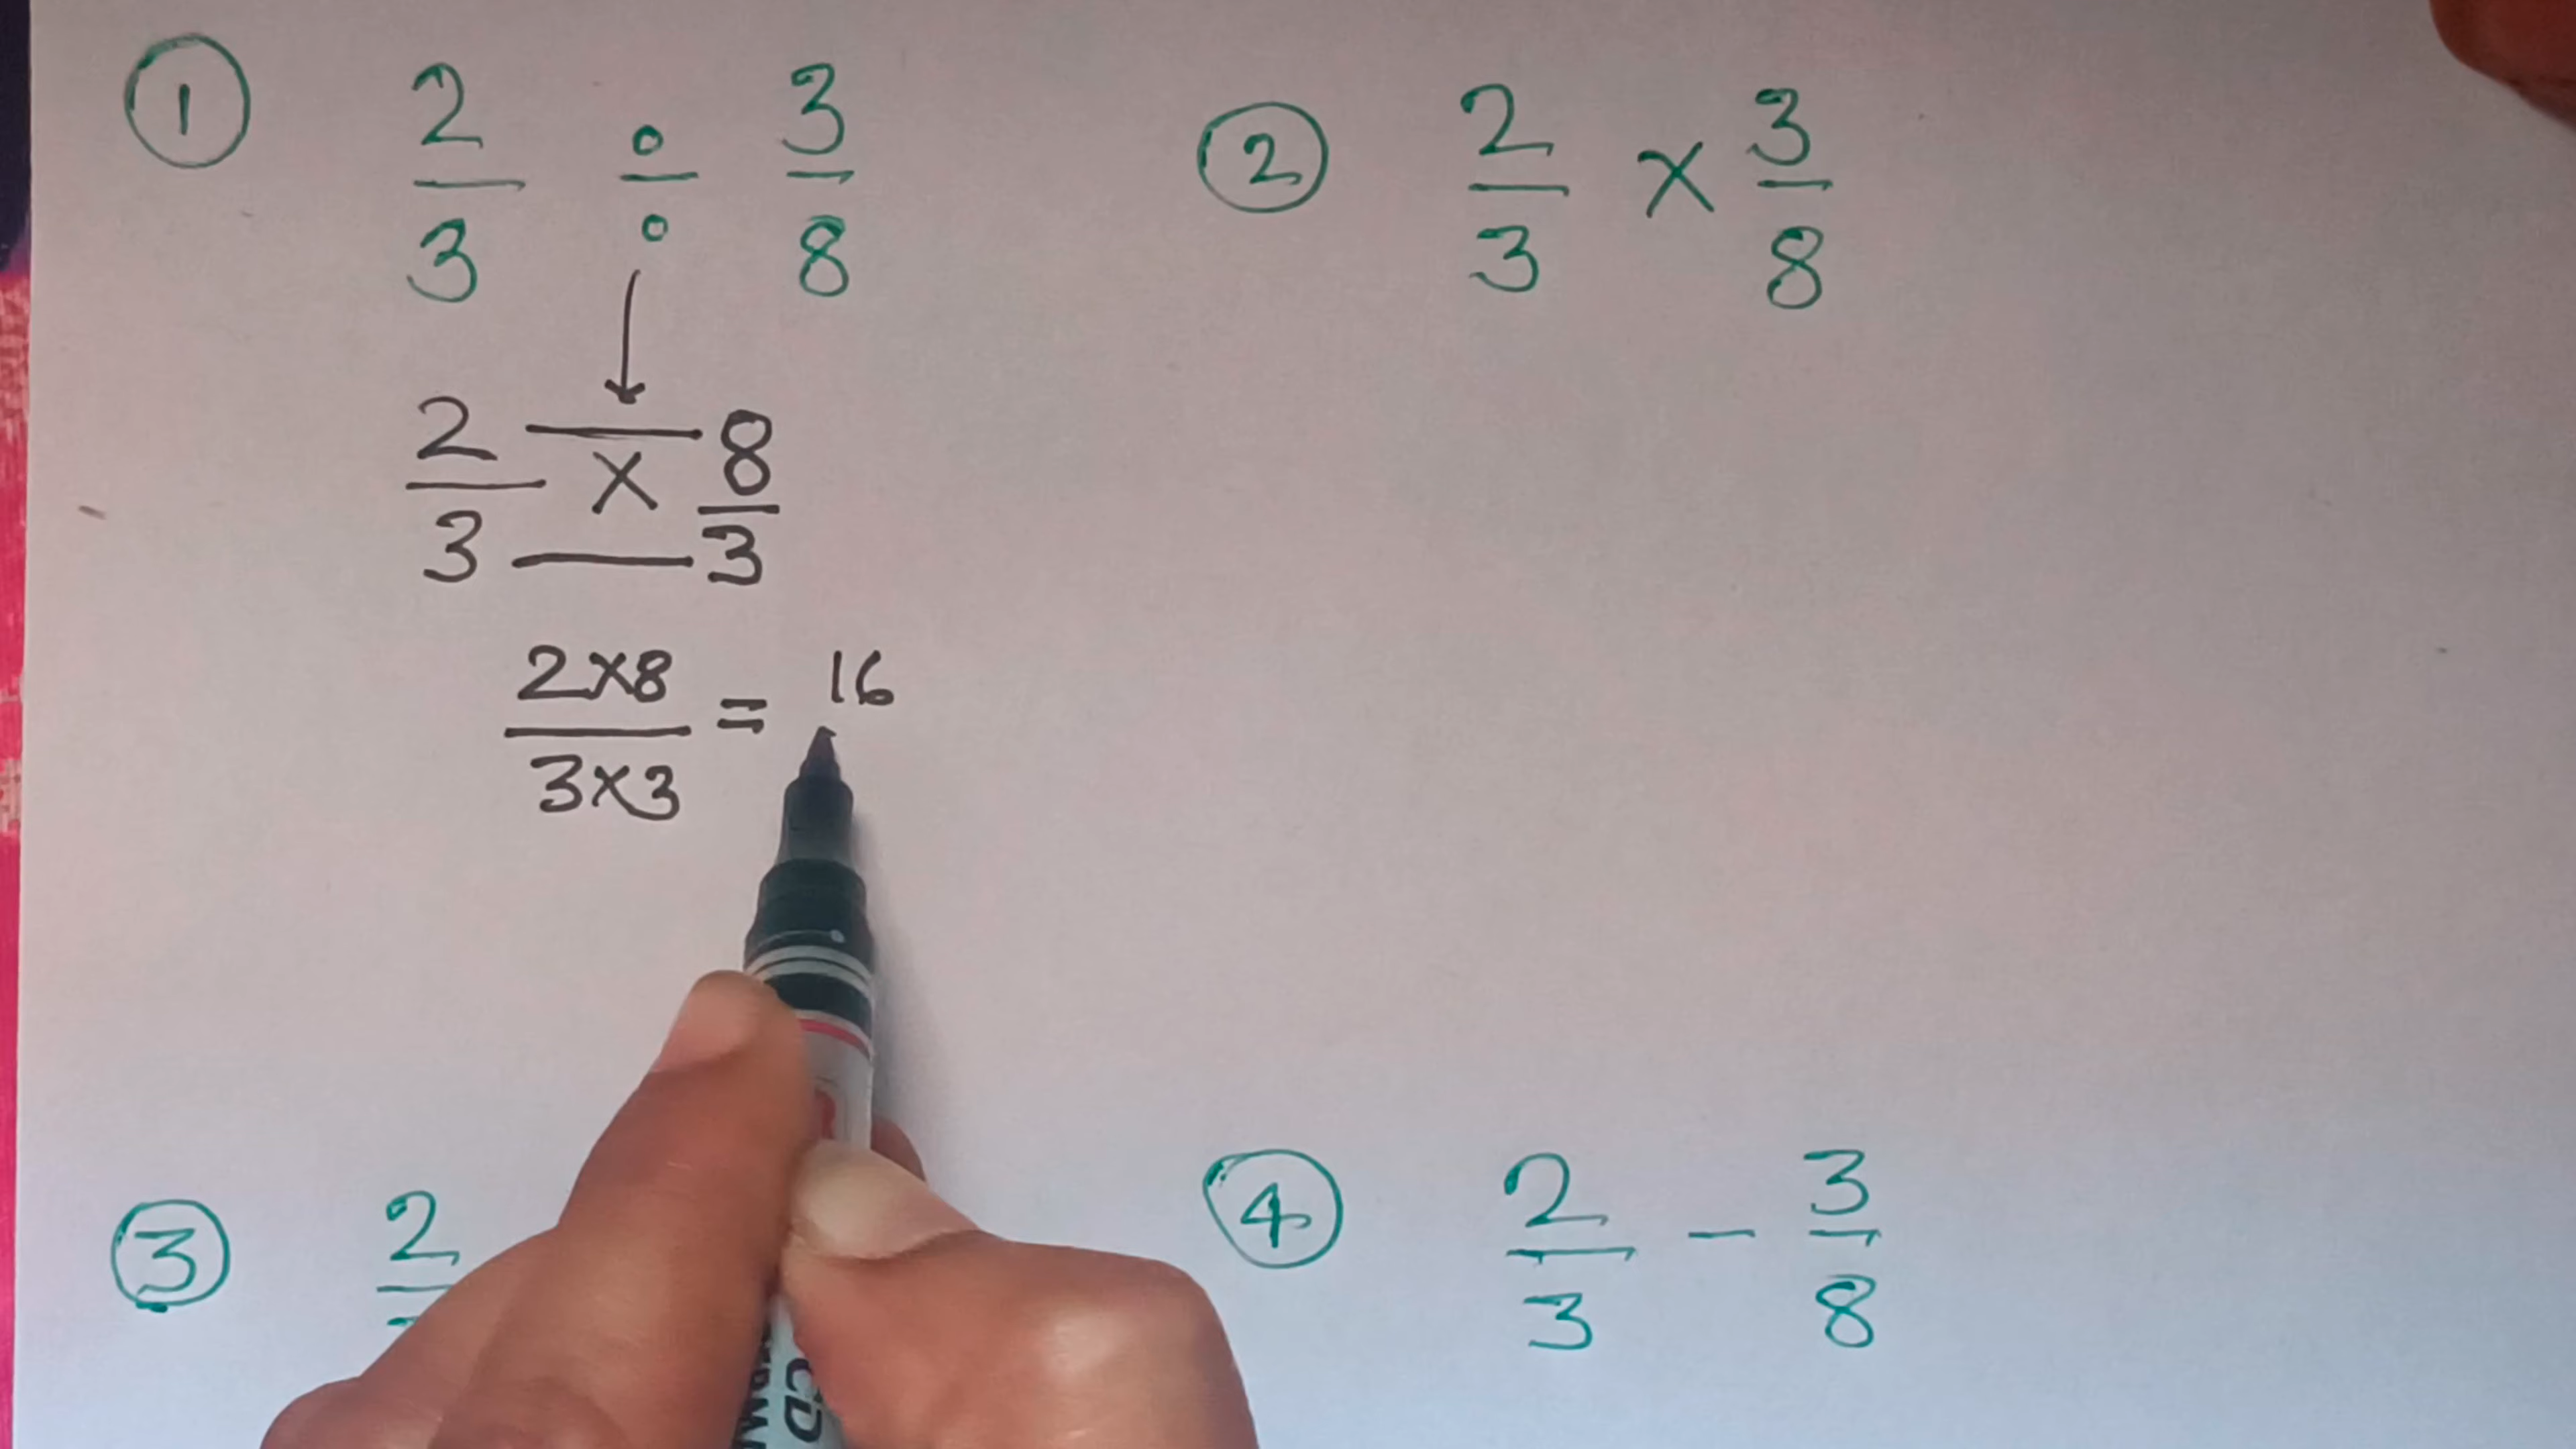 ① 2/3 ÷ 3/8
2/3 × 8/3
2×8/3×3 = 16
② 2/3 × 3/8
③ 2
④ 2/3 - 3/8
CD